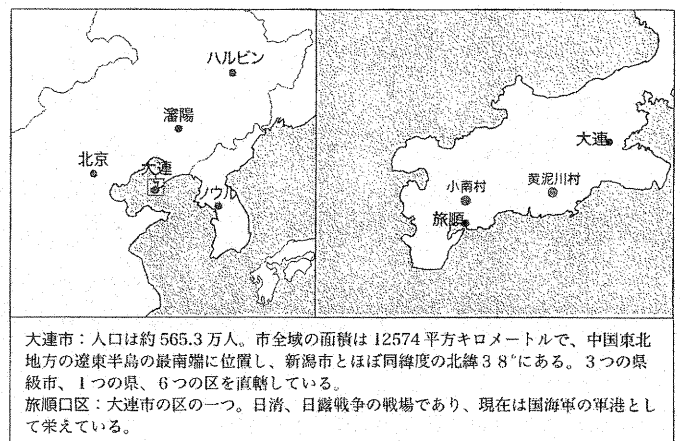 ハルビン
瀋陽
北京
大連
ソウル
大連
小南村
黄泥川村
旅順
大連市：人口は約565.3万人。市全域の面積は12574平方キロメートルで、中国東北
地方の遼東半島の最南端に位置し、新潟市とほぼ同緯度の北緯３８°にある。３つの県
級市、１つの県、６つの区を直轄している。
旅順口区：大連市の区の一つ。日清、日露戦争の戦場であり、現在は国海軍の軍港とし
て栄えている。